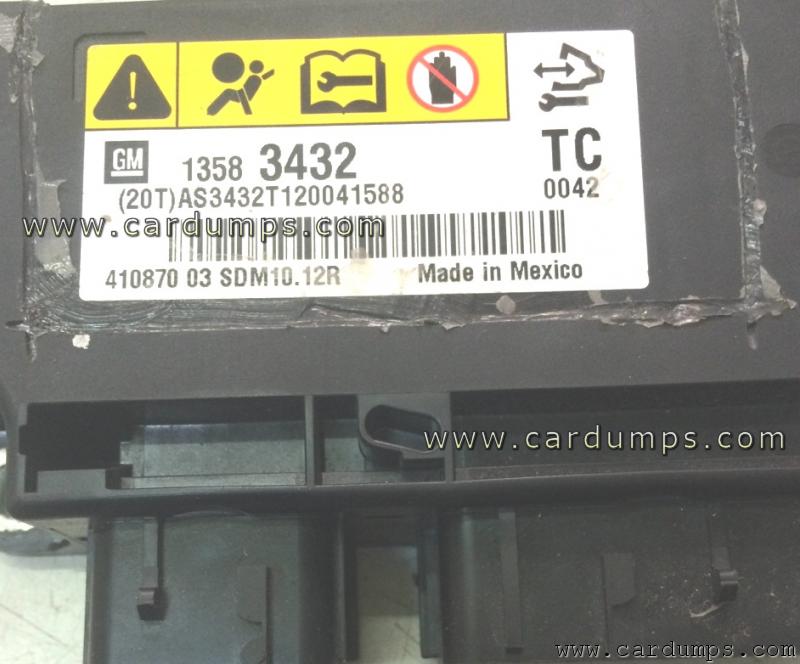 GM 1358 3432 TC
(20T)AS3432T120041588 0042
www.cardumps.com
410870 03 SDM10.12R Made in Mexico
www.cardumps.com
www.cardumps.com